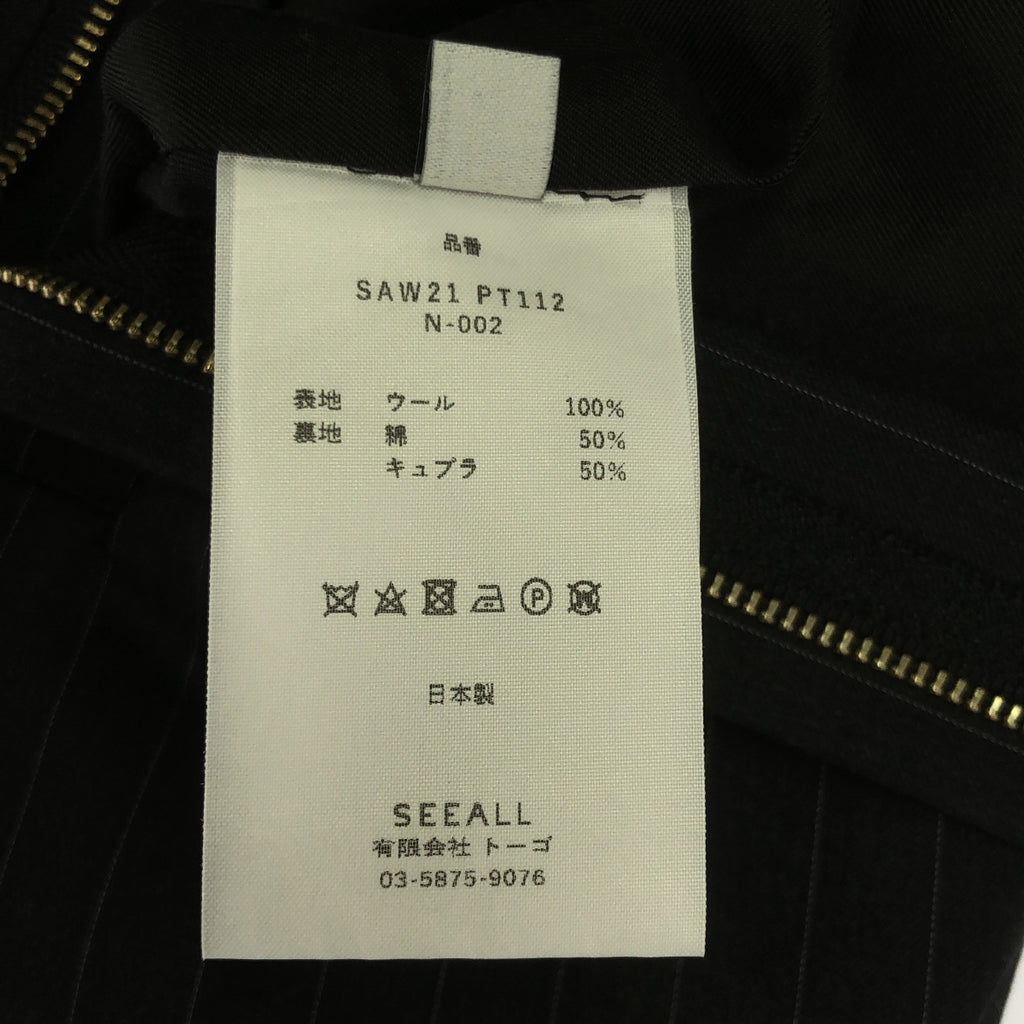 品番
SAW21 PT112
N-002
表地 ウール 100%
裏地 綿 50%
キュプラ 50%
P W
日本製
SEEALL
有限会社 トーゴ
03-5875-9076